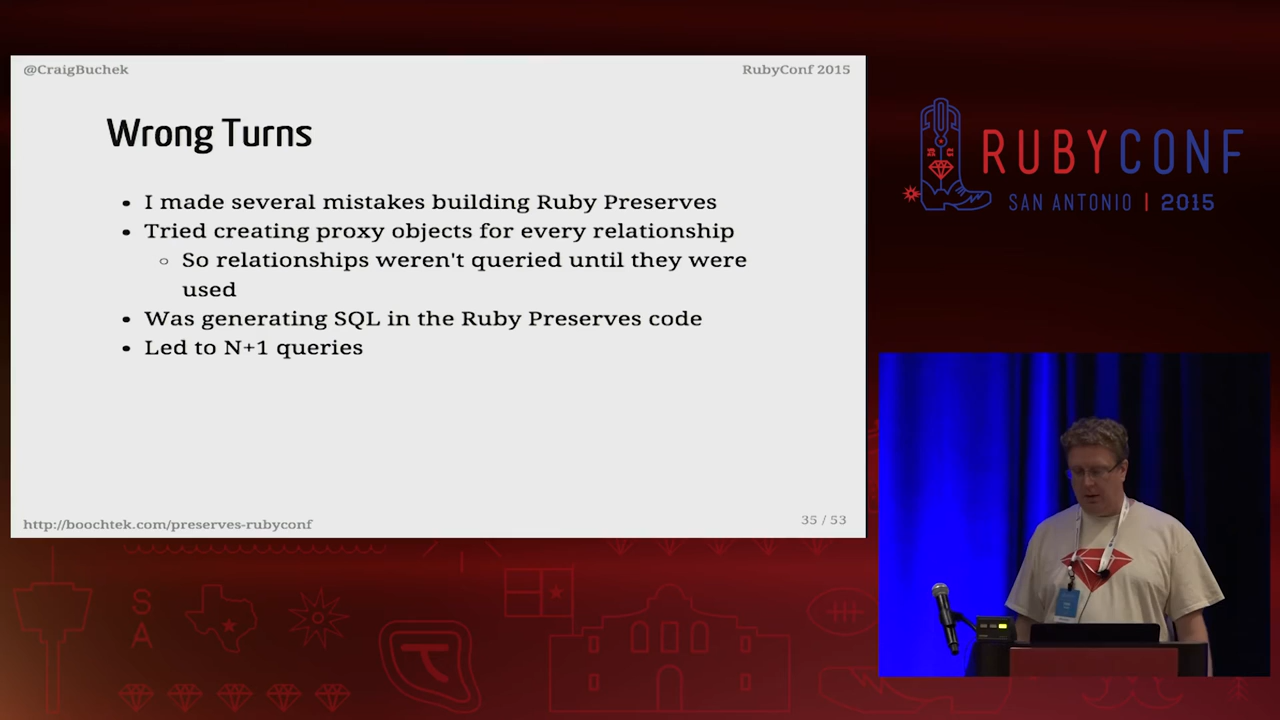 @CraigBuchek
RubyConf 2015
Wrong Turns
• I made several mistakes building Ruby Preserves
• Tried creating proxy objects for every relationship
○ So relationships weren't queried until they were
used
• Was generating SQL in the Ruby Preserves code
• Led to N+1 queries
http://boochtek.com/preserves-rubyconf
35 / 53
RUBYCONF
SAN ANTONIO | 2015
S
A